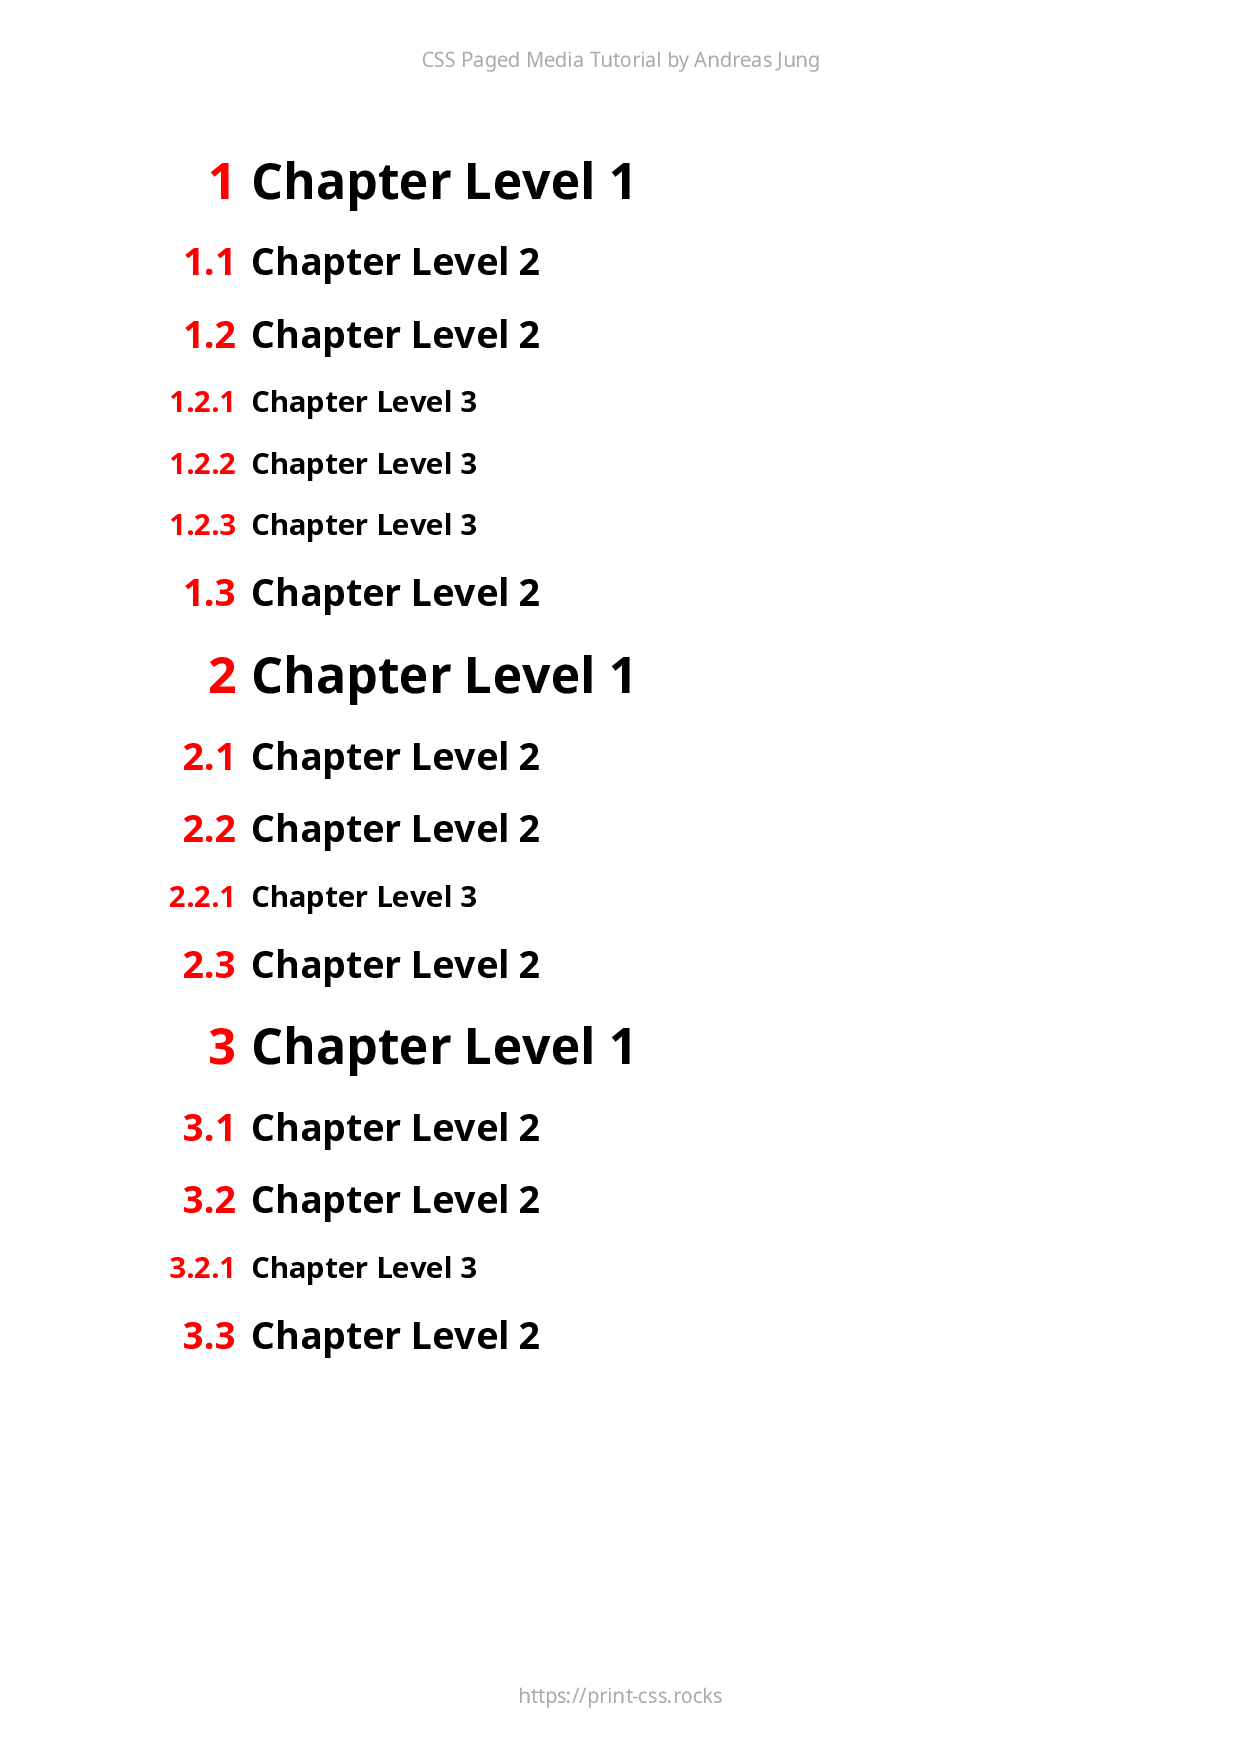 CSS Paged Media Tutorial by Andreas Jung
1 Chapter Level 1
1.1 Chapter Level 2
1.2 Chapter Level 2
1.2.1 Chapter Level 3
1.2.2 Chapter Level 3
1.2.3 Chapter Level 3
1.3 Chapter Level 2
2 Chapter Level 1
2.1 Chapter Level 2
2.2 Chapter Level 2
2.2.1 Chapter Level 3
2.3 Chapter Level 2
3 Chapter Level 1
3.1 Chapter Level 2
3.2 Chapter Level 2
3.2.1 Chapter Level 3
3.3 Chapter Level 2
https://print-css.rocks